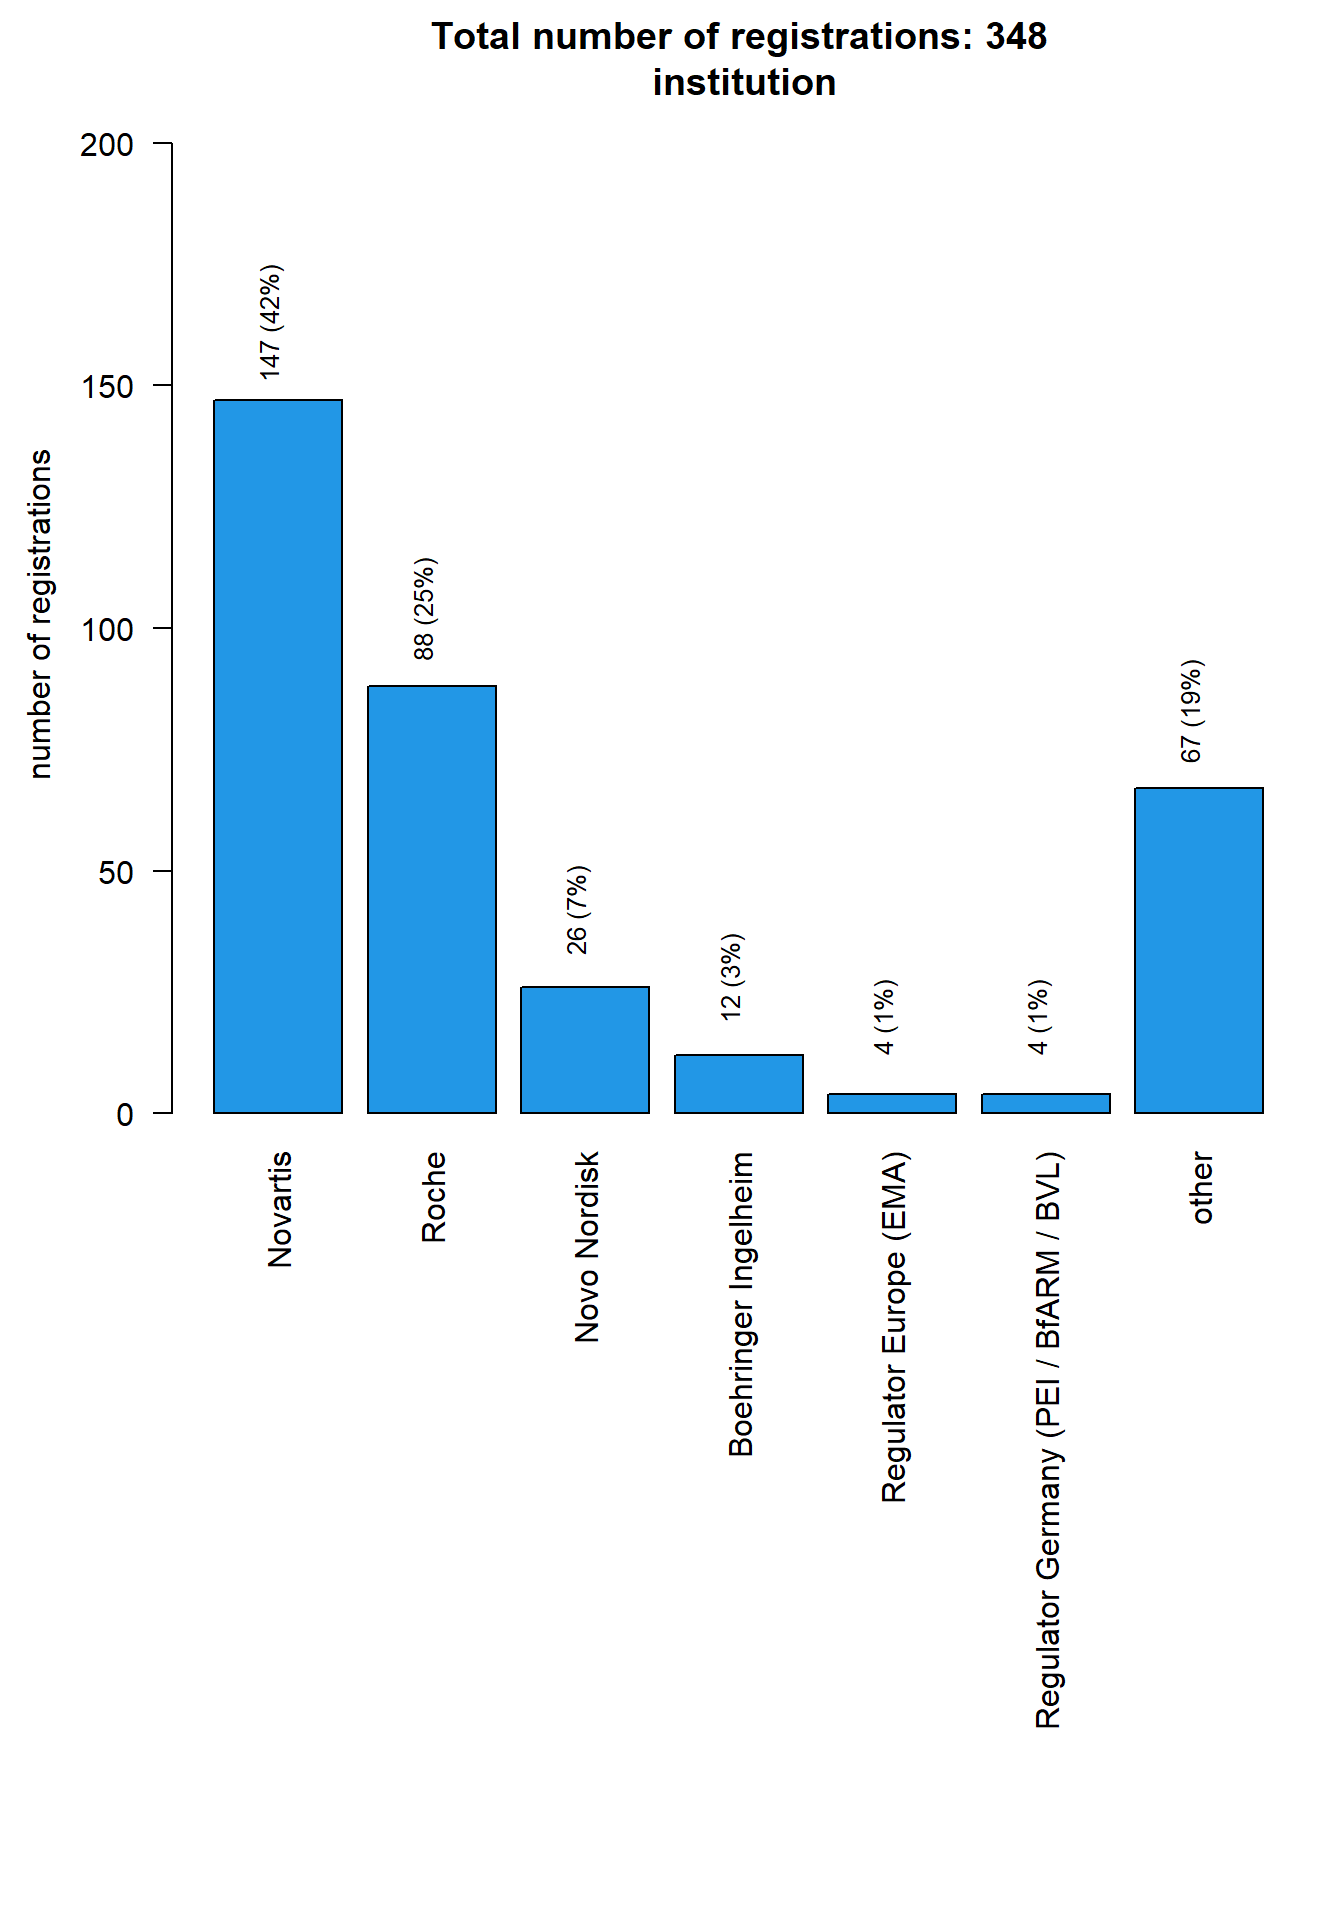 Total number of registrations: 348
institution
number of registrations
200
150
100
50
0
147 (42%)
88 (25%)
26 (7%)
12 (3%)
4 (1%)
4 (1%)
67 (19%)
Novartis
Roche
Novo Nordisk
Boehringer Ingelheim
Regulator Europe (EMA)
Regulator Germany (PEI / BfARM / BVL)
other